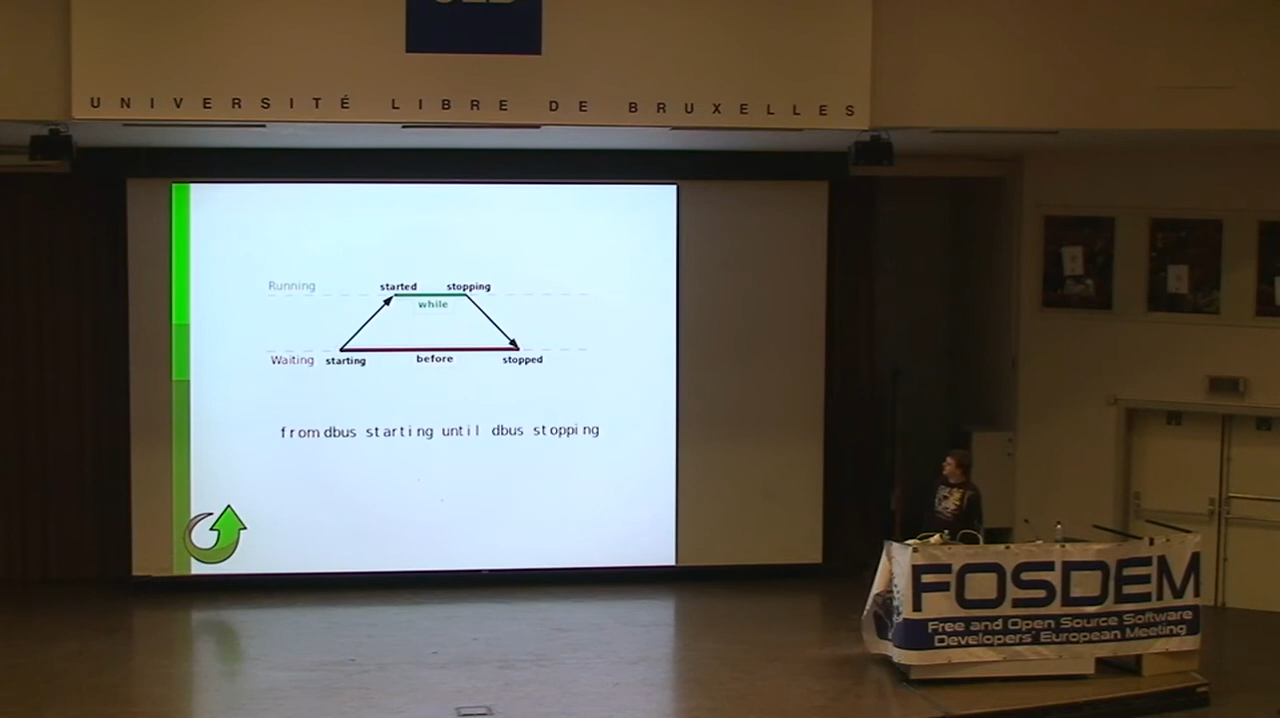 UNIVERSITÉ LIBRE DE BRUXELLES
Running started stopping
while
Waiting starting before stopped
from dbus starting until dbus stopping
FOSDEM
Free and Open Source Software
Developers' European Meeting